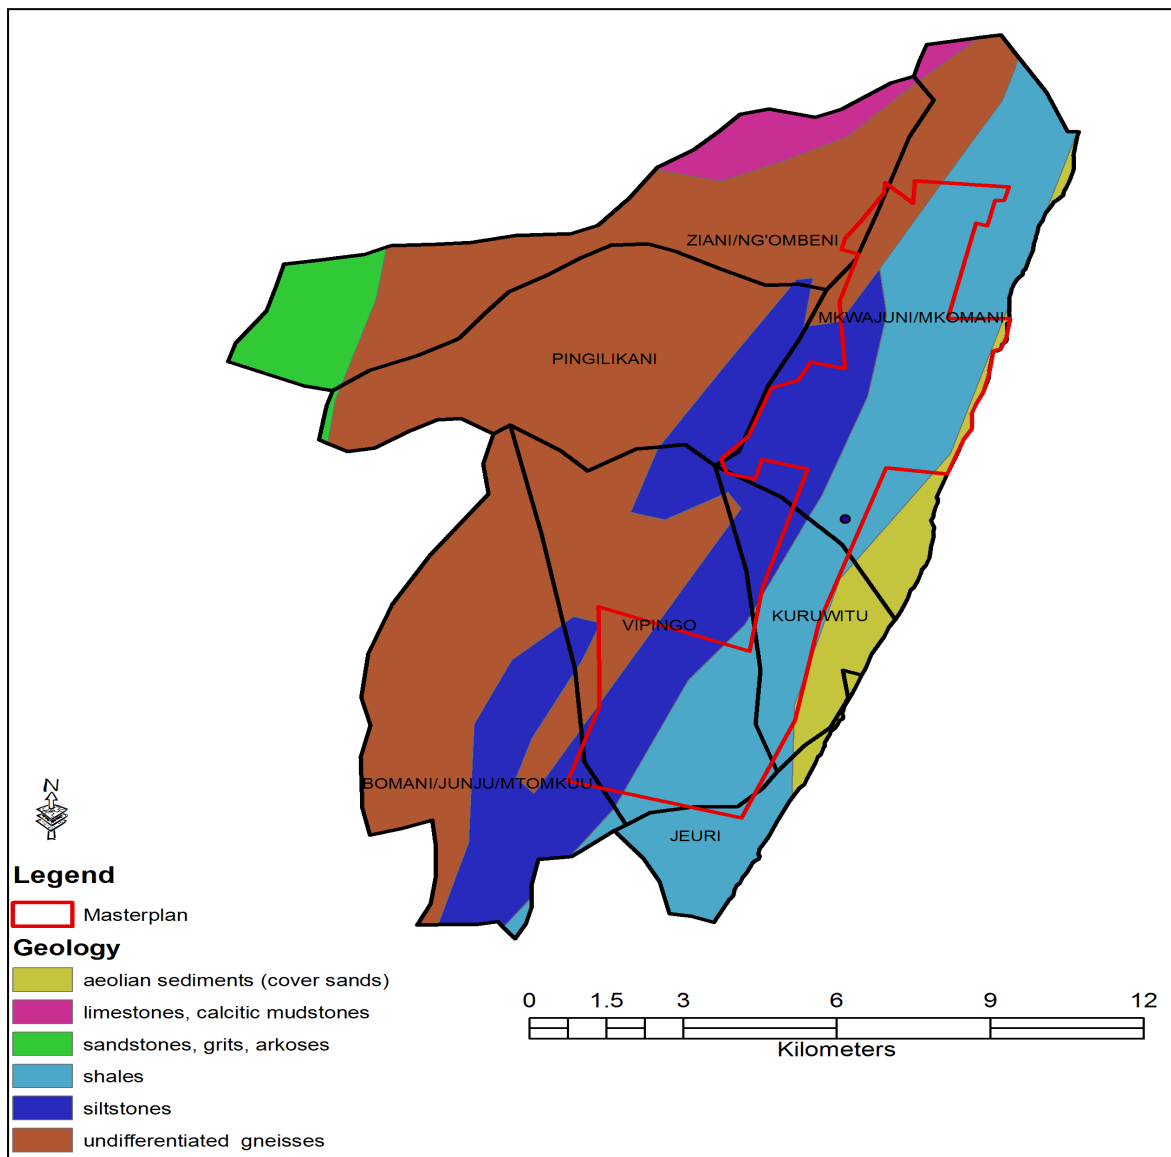 ZIANI/NG'OMBENI
MKWAJUNI/MKOMANI
PINGILIKANI
KURUWITU
VIPINGO
BOMANI/JUNJU/MTOMKUU
JEURI
N
Legend
Masterplan
Geology
aeolian sediments (cover sands)
limestones, calcitic mudstones
sandstones, grits, arkoses
shales
siltstones
undifferentiated gneisses
0 1.5 3 6 9 12
Kilometers